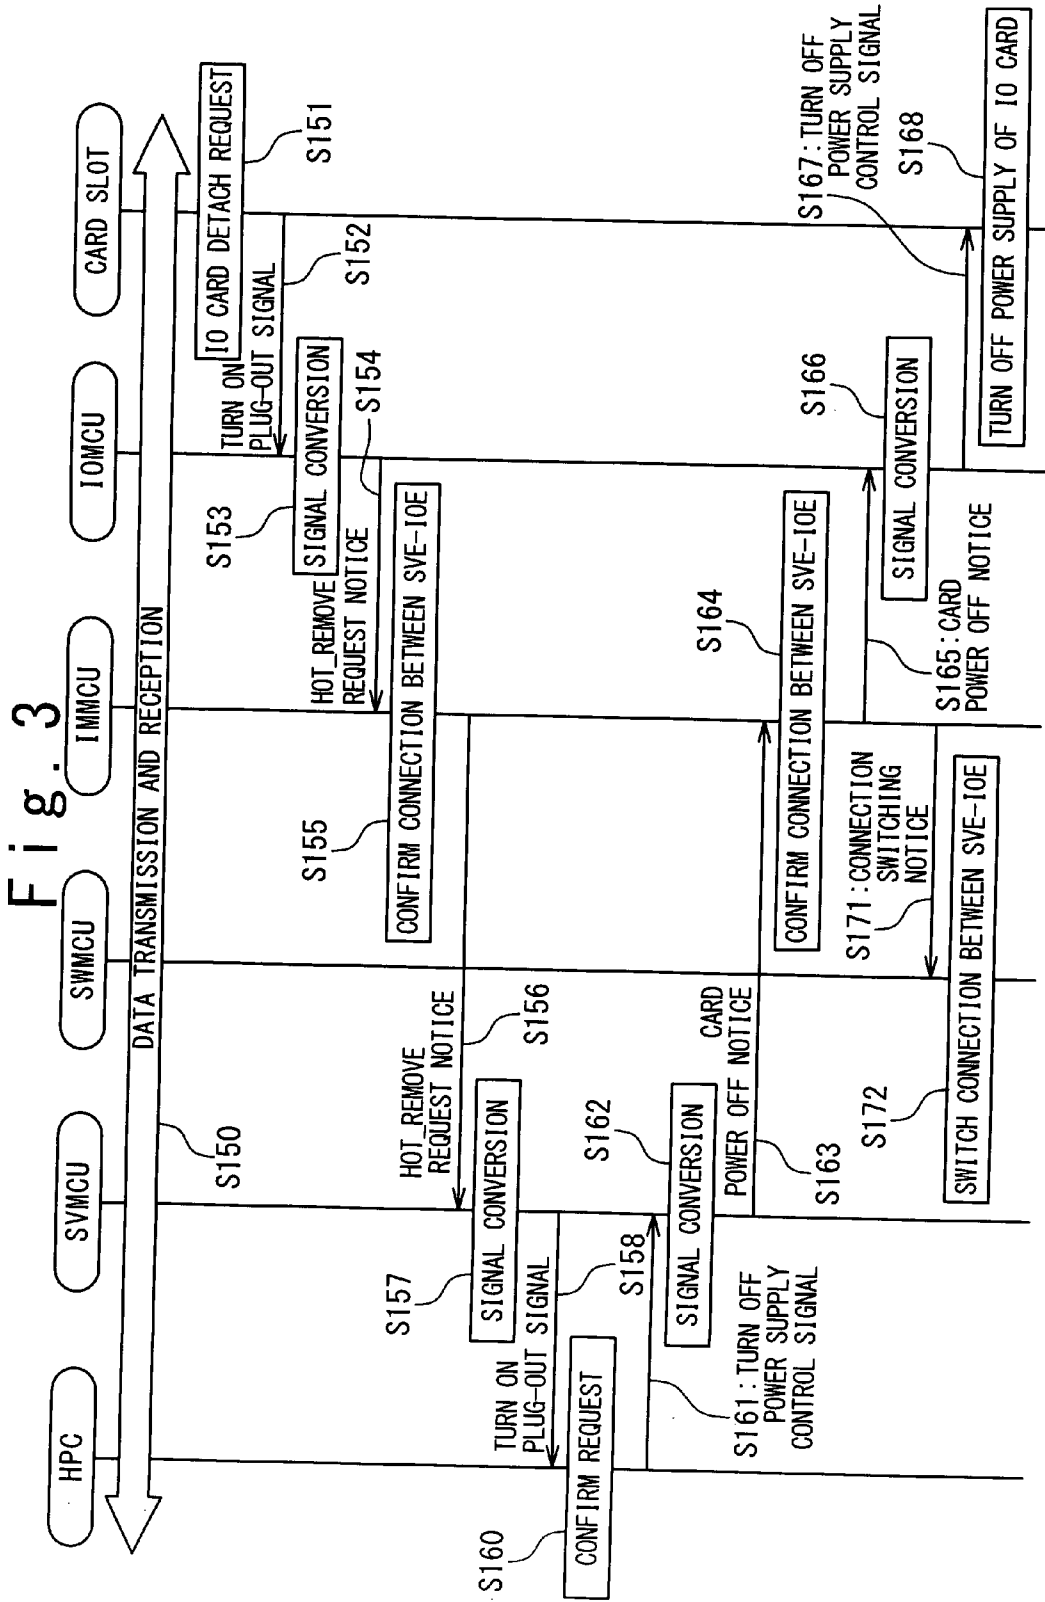 Fig. 3
HPC
SVMCU
SWMCU
IMMCU
IOMCU
CARD SLOT
DATA TRANSMISSION AND RECEPTION
S150
IO CARD DETACH REQUEST
S151
TURN ON
PLUG-OUT SIGNAL
S152
S153
SIGNAL CONVERSION
HOT_REMOVE
REQUEST NOTICE
S154
S155
CONFIRM CONNECTION BETWEEN SVE-IOE
HOT_REMOVE
REQUEST NOTICE
S156
S157
SIGNAL CONVERSION
TURN ON
PLUG-OUT SIGNAL
S158
S160
CONFIRM REQUEST
S161:TURN OFF
POWER SUPPLY
CONTROL SIGNAL
S162
SIGNAL CONVERSION
CARD
POWER OFF NOTICE
S163
S164
CONFIRM CONNECTION BETWEEN SVE-IOE
S165:CARD
POWER OFF NOTICE
S166
SIGNAL CONVERSION
S167:TURN OFF
POWER SUPPLY
CONTROL SIGNAL
S168
TURN OFF POWER SUPPLY OF IO CARD
S171:CONNECTION
SWITCHING
NOTICE
S172
SWITCH CONNECTION BETWEEN SVE-IOE